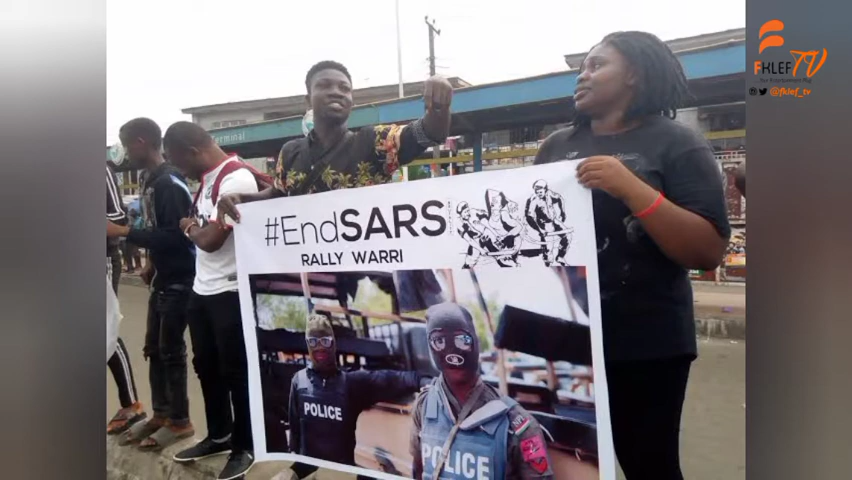 FKLEF TV
@fklef_tv
Terminal
#EndSARS
RALLY WARRI
POLICE
POLICE